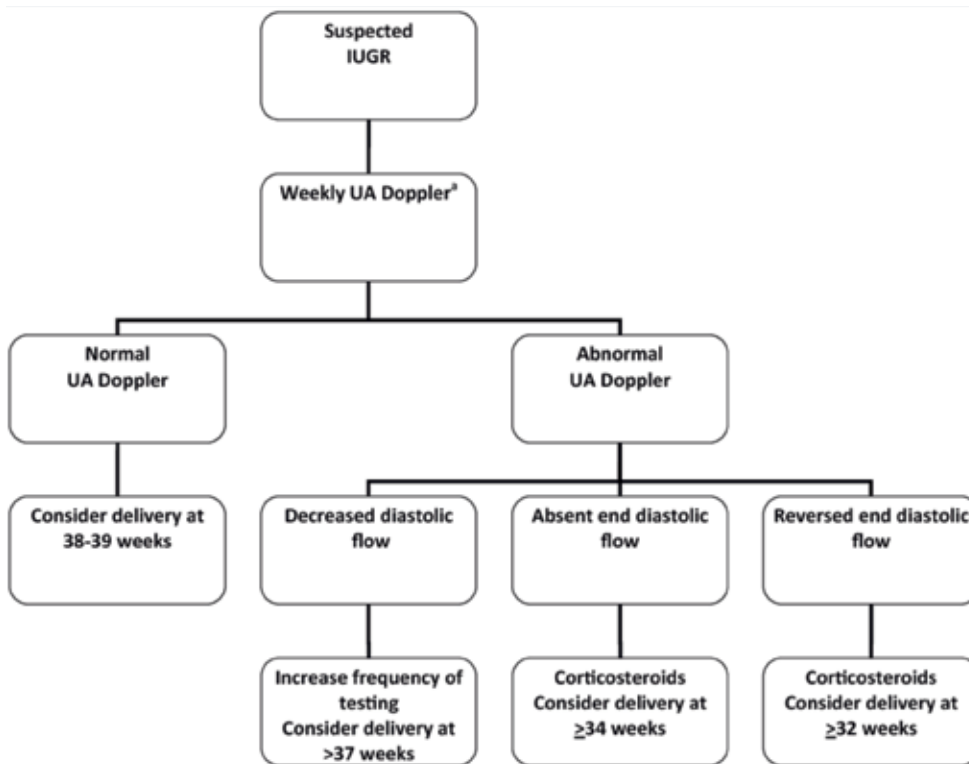 Suspected
IUGR
Weekly UA Dopplerᵃ
Normal
UA Doppler
Abnormal
UA Doppler
Consider delivery at
38-39 weeks
Decreased diastolic
flow
Absent end diastolic
flow
Reversed end diastolic
flow
Increase frequency of
testing
Consider delivery at
>37 weeks
Corticosteroids
Consider delivery at
≥34 weeks
Corticosteroids
Consider delivery at
≥32 weeks